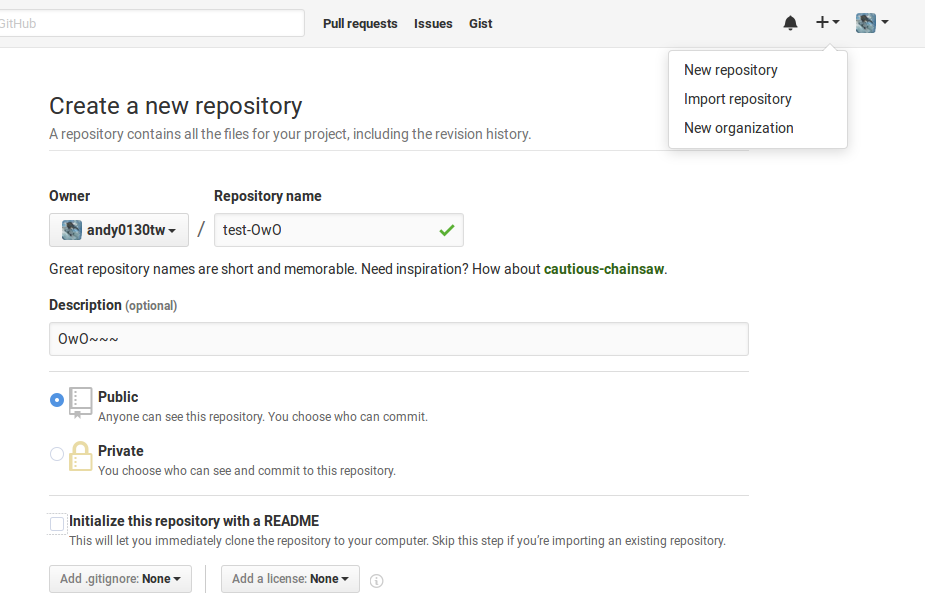 GitHub
Pull requests Issues Gist
New repository
Import repository
New organization
Create a new repository
A repository contains all the files for your project, including the revision history.
Owner Repository name
andy0130tw / test-OwO
Great repository names are short and memorable. Need inspiration? How about cautious-chainsaw.
Description (optional)
OwO~~~
Public
Anyone can see this repository. You choose who can commit.
Private
You choose who can see and commit to this repository.
Initialize this repository with a README
This will let you immediately clone the repository to your computer. Skip this step if you’re importing an existing repository.
Add .gitignore: None Add a license: None